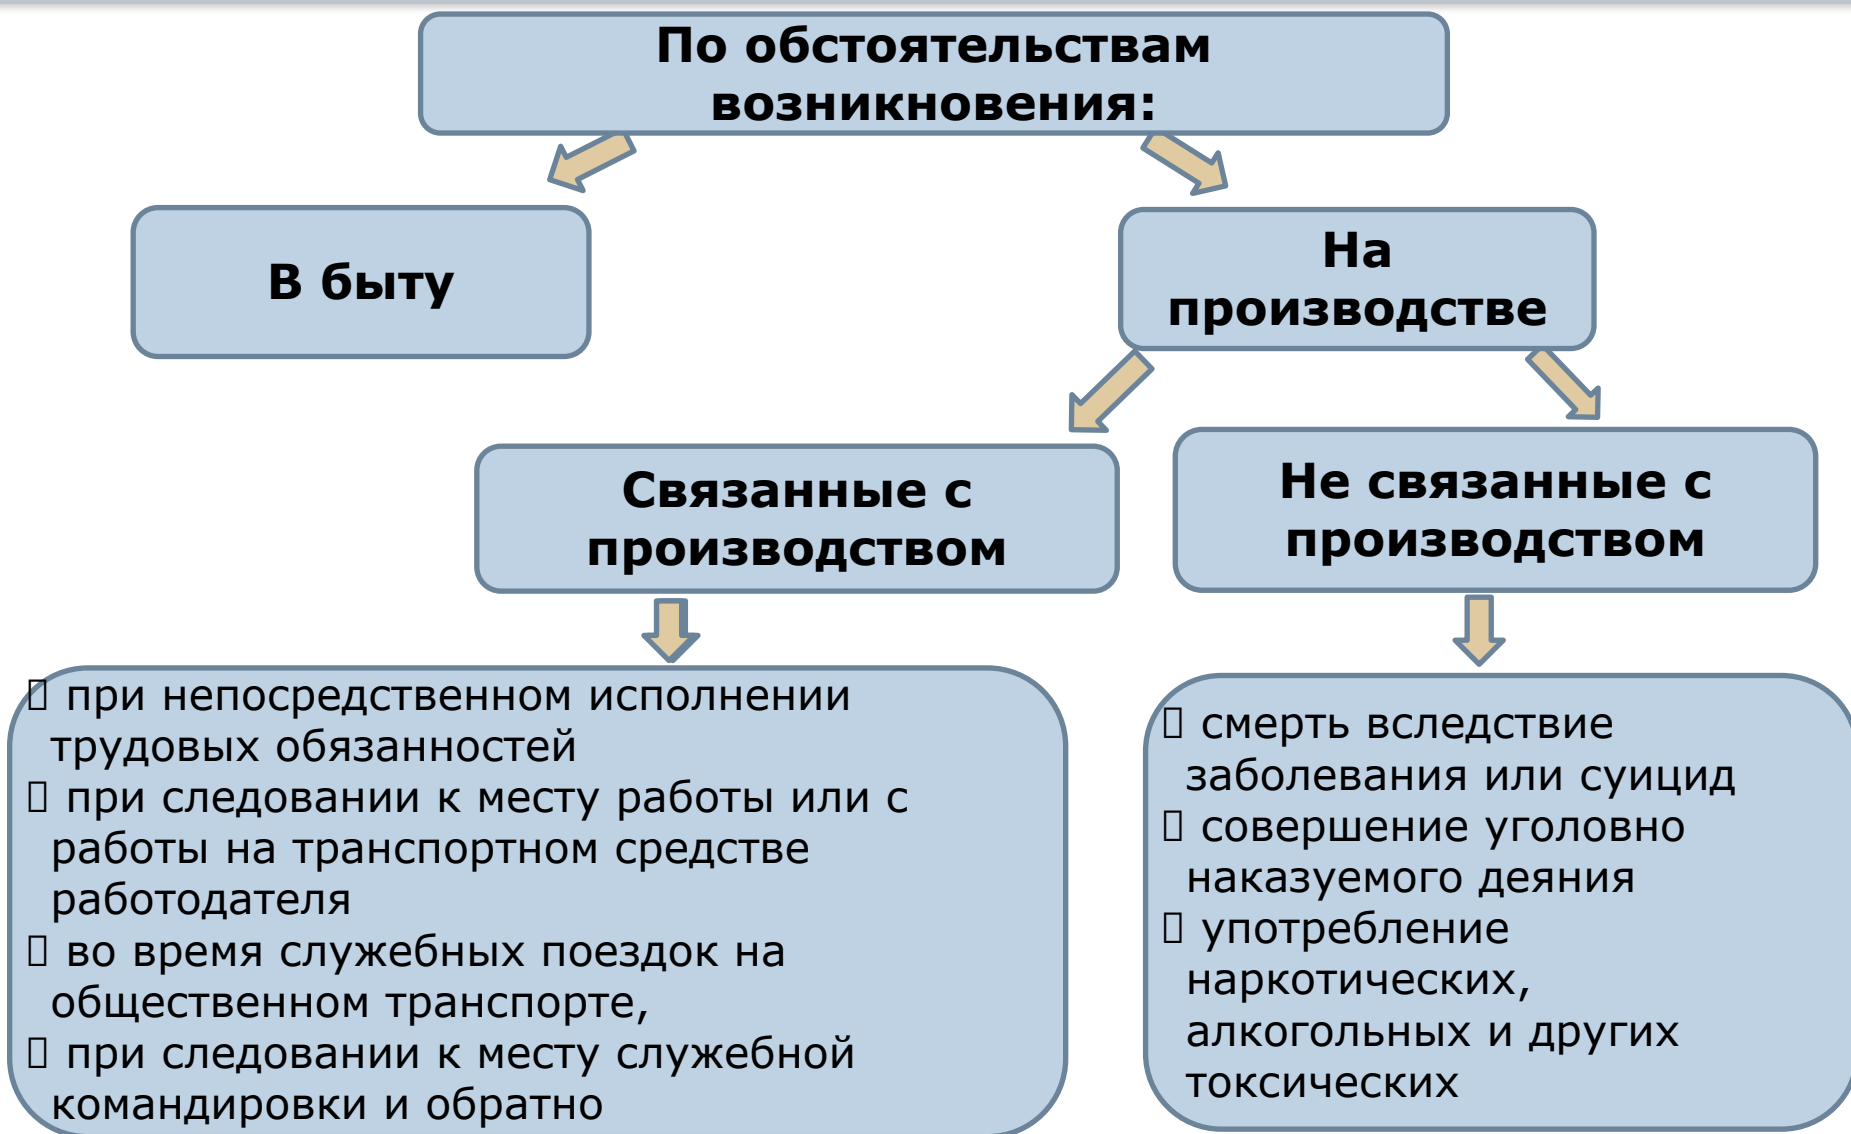 По обстоятельствам
возникновения:
В быту
На
производстве
Связанные с
производством
Не связанные с
производством
при непосредственном исполнении
трудовых обязанностей
при следовании к месту работы или с
работы на транспортном средстве
работодателя
во время служебных поездок на
общественном транспорте,
при следовании к месту служебной
командировки и обратно
смерть вследствие
заболевания или суицид
совершение уголовно
наказуемого деяния
употребление
наркотических,
алкогольных и других
токсических